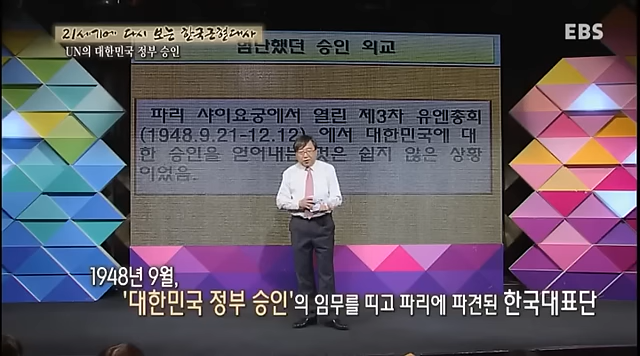 21세기에 다시 보는 한국근현대사
EBS
UN의 대한민국 정부 승인
험난했던 승인 외교
파리 샤이요궁에서 열린 제3차 유엔총회
(1948.9.21-12.12) 에서 대한민국에 대
한 승인을 얻어내는 것은 쉽지 않은 상황
이었음.
1948년 9월,
'대한민국 정부 승인'의 임무를 띠고 파리에 파견된 한국대표단